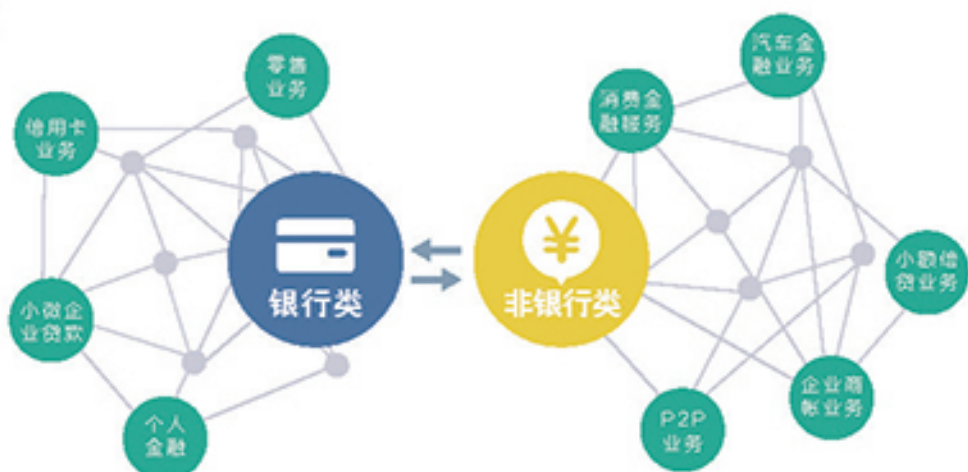 零售
业务
信用卡
业务
银行类
小微企
业贷款
个人
金融
汽车金
融业务
消费金
融服务
¥
非银行类
小额信
贷业务
企业商
帐业务
P2P
业务